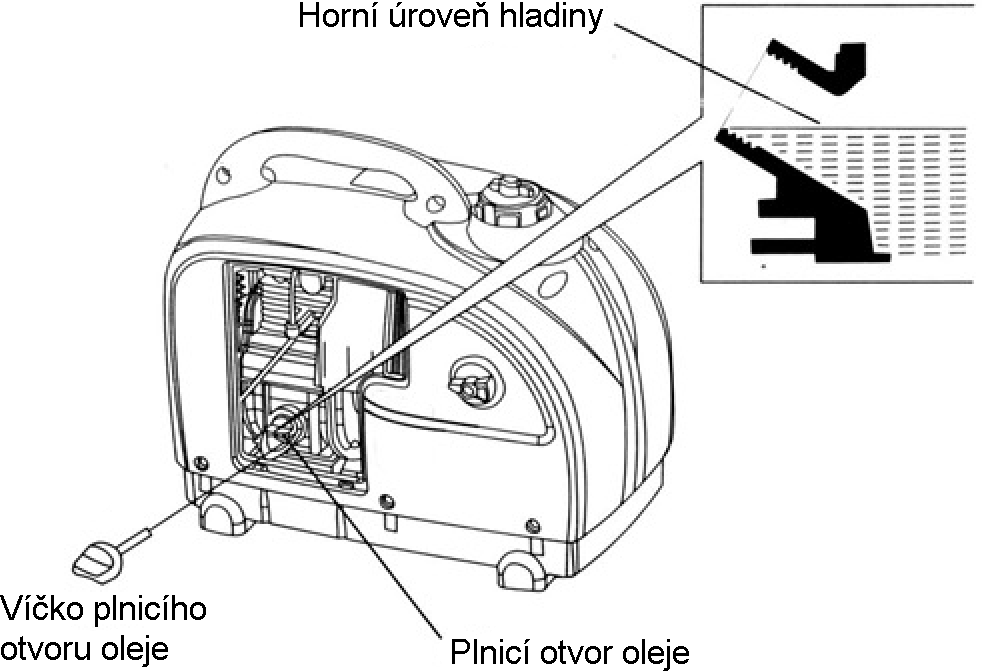 Horní úroveň hladiny
Víčko plnicího
otvoru oleje
Plnicí otvor oleje